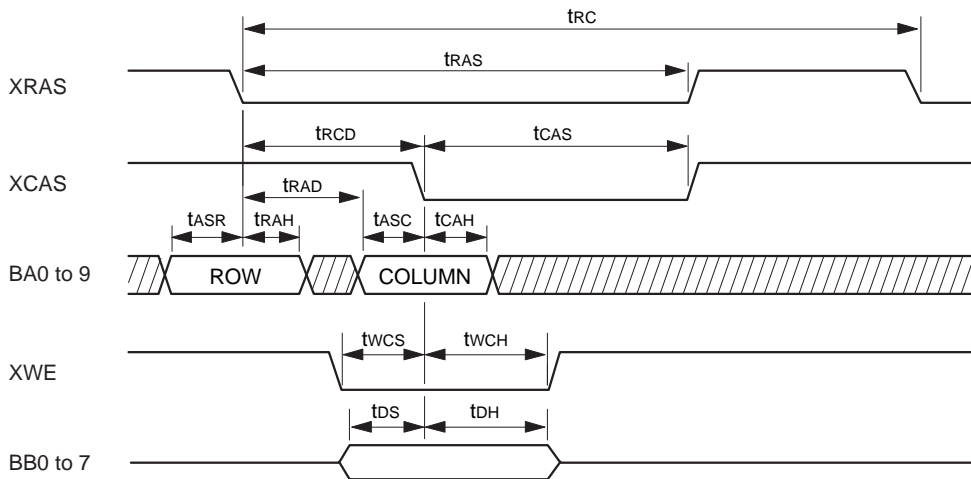 tRC
tRAS
XRAS
tRCD tCAS
XCAS
tRAD
tASR tRAH tASC tCAH
BA0 to 9 ROW COLUMN
tWCS tWCH
XWE
tDS tDH
BB0 to 7